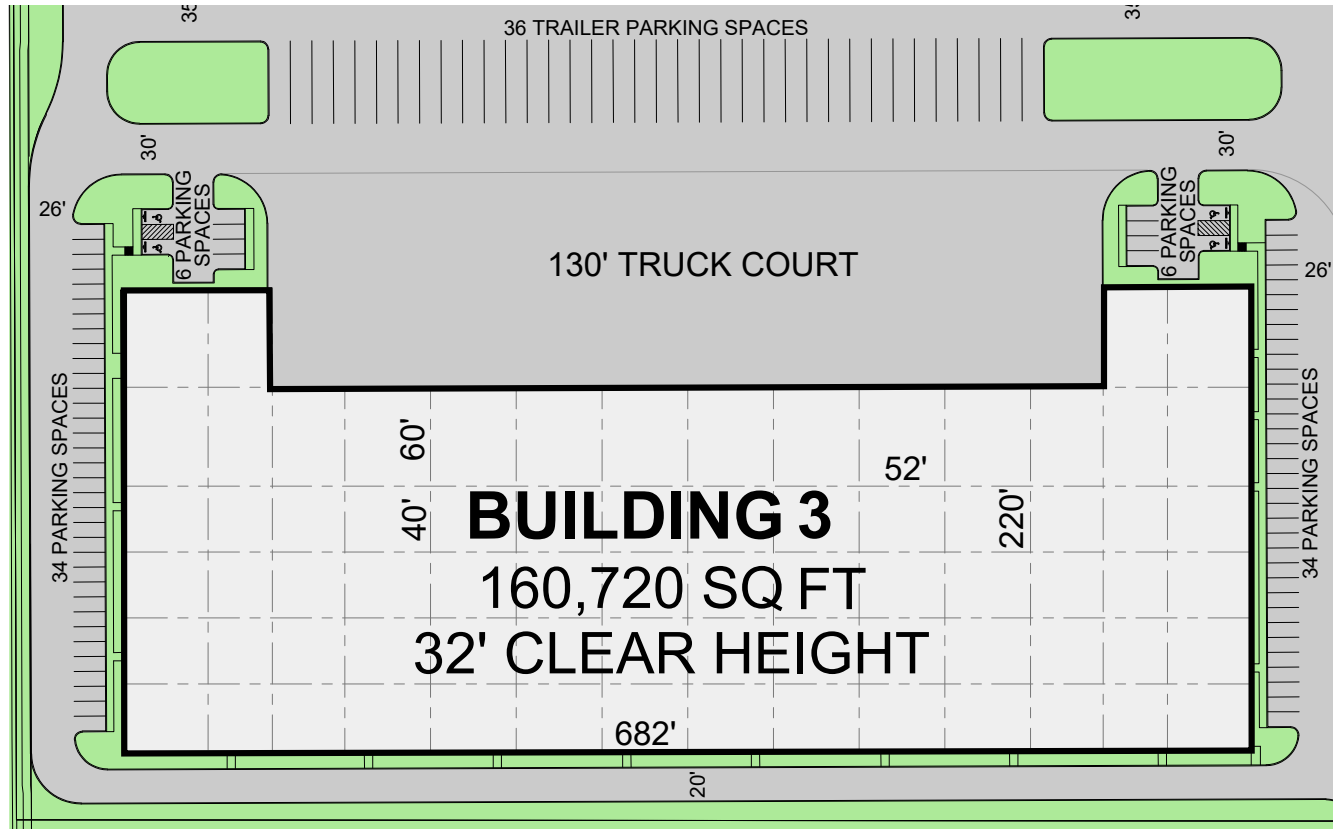 35
35
36 TRAILER PARKING SPACES
30'
30'
26'
6 PARKING
SPACES
6 PARKING
SPACES
130' TRUCK COURT
26'
34 PARKING SPACES
34 PARKING SPACES
60'
52'
40'
220'
BUILDING 3
160,720 SQ FT
32' CLEAR HEIGHT
682'
20'